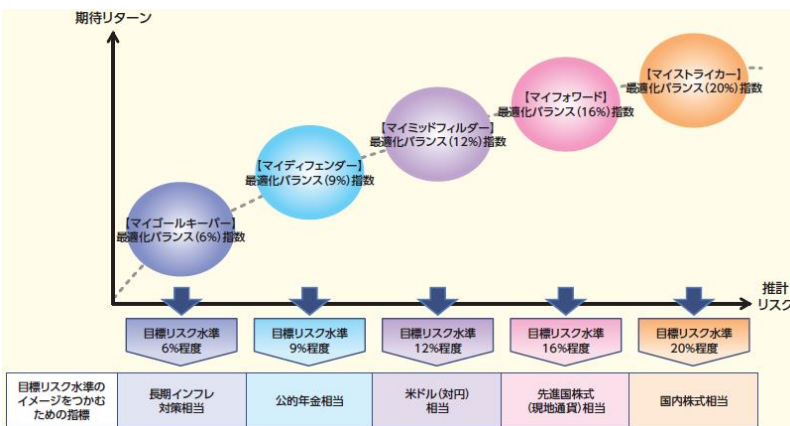 期待リターン
【マイゴールキーパー】
最適化バランス(6%)指数
【マイディフェンダー】
最適化バランス(9%)指数
【マイミッドフィルダー】
最適化バランス(12%)指数
【マイフォワード】
最適化バランス(16%)指数
【マイストライカー】
最適化バランス(20%)指数
推計
リスク
目標リスク水準
6%程度
目標リスク水準
9%程度
目標リスク水準
12%程度
目標リスク水準
16%程度
目標リスク水準
20%程度
目標リスク水準の
イメージをつかむ
ための指標
長期インフレ
対策相当
公的年金相当
米ドル(対円)
相当
先進国株式
(現地通貨)相当
国内株式相当